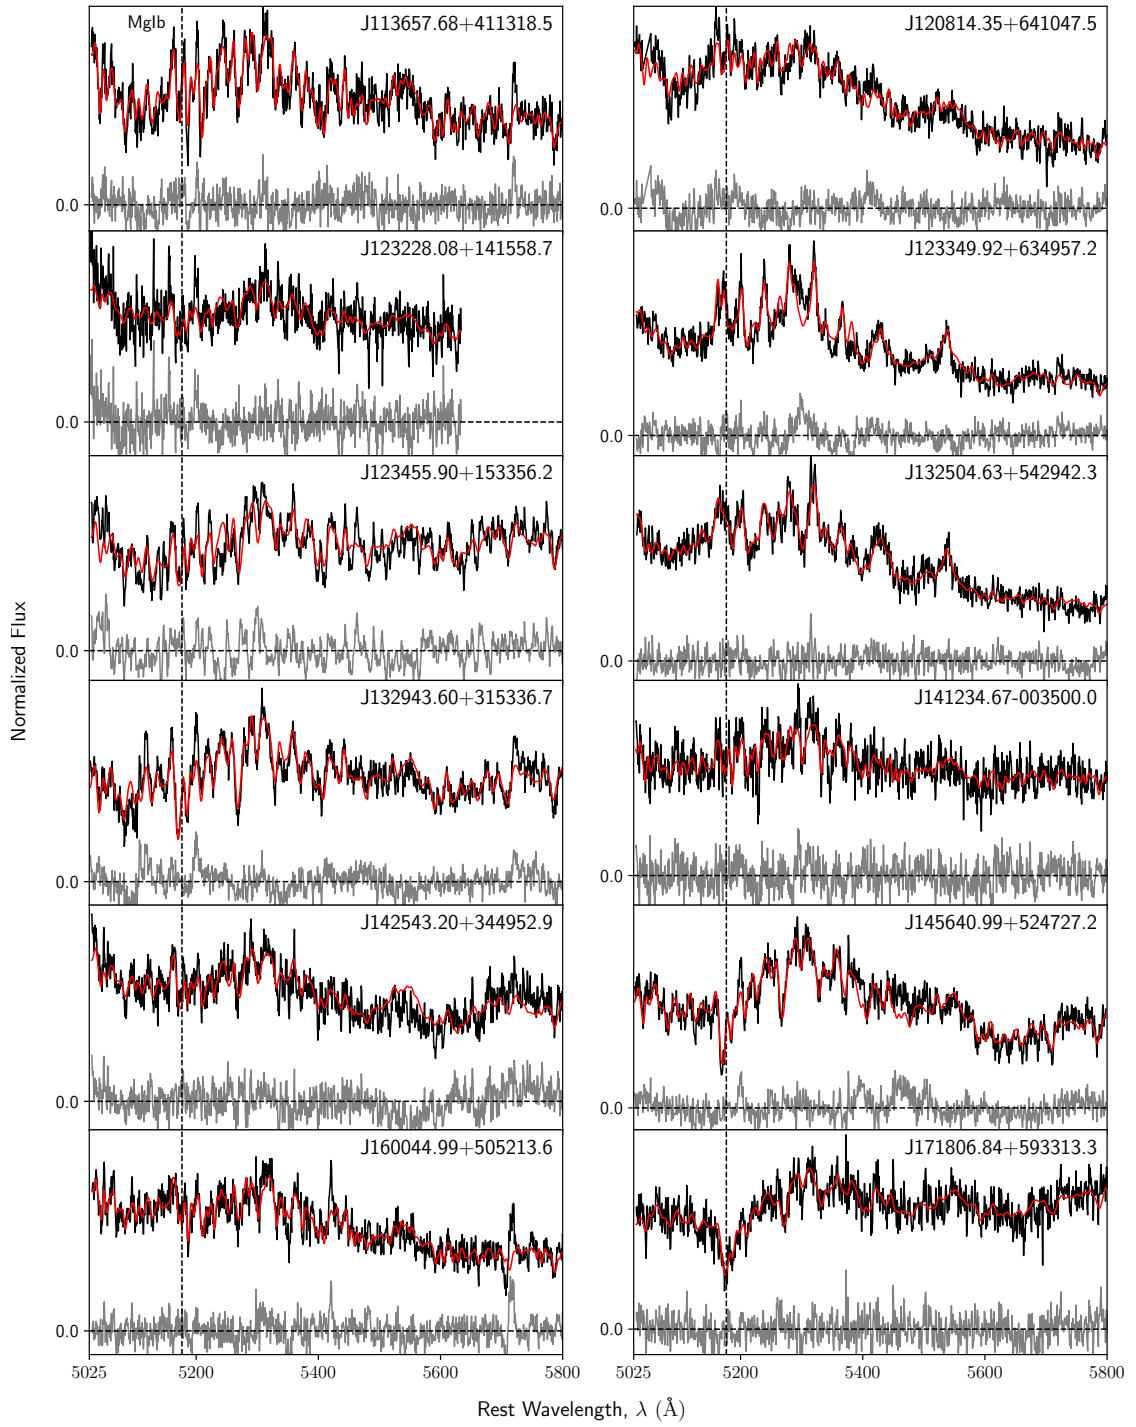 MgIb
J113657.68+411318.5
J120814.35+641047.5
0.0
0.0
J123228.08+141558.7
J123349.92+634957.2
0.0
0.0
J123455.90+153356.2
J132504.63+542942.3
0.0
0.0
J132943.60+315336.7
J141234.67-003500.0
0.0
0.0
J142543.20+344952.9
J145640.99+524727.2
0.0
0.0
J160044.99+505213.6
J171806.84+593313.3
0.0
0.0
5025 5200 5400 5600 5800
5025 5200 5400 5600 5800
Normalized Flux
Rest Wavelength, λ (Å)